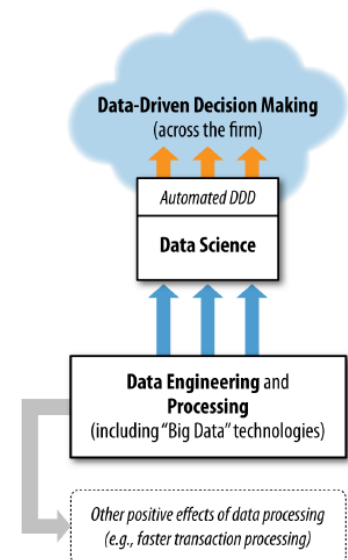 Data-Driven Decision Making
(across the firm)
Automated DDD
Data Science
Data Engineering and
Processing
(including “Big Data” technologies)
Other positive effects of data processing
(e.g., faster transaction processing)